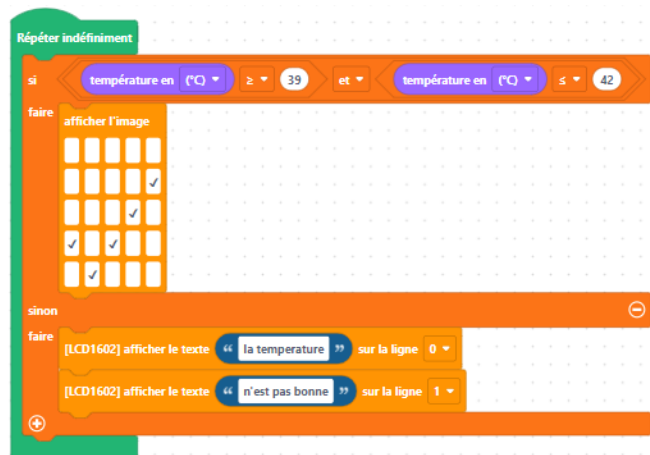 Répéter indéfiniment
si température en (°C) ≥ 39 et température en (°C) ≤ 42
faire afficher l'image
sinon
faire [LCD1602] afficher le texte “ la temperature ” sur la ligne 0
[LCD1602] afficher le texte “ n'est pas bonne ” sur la ligne 1